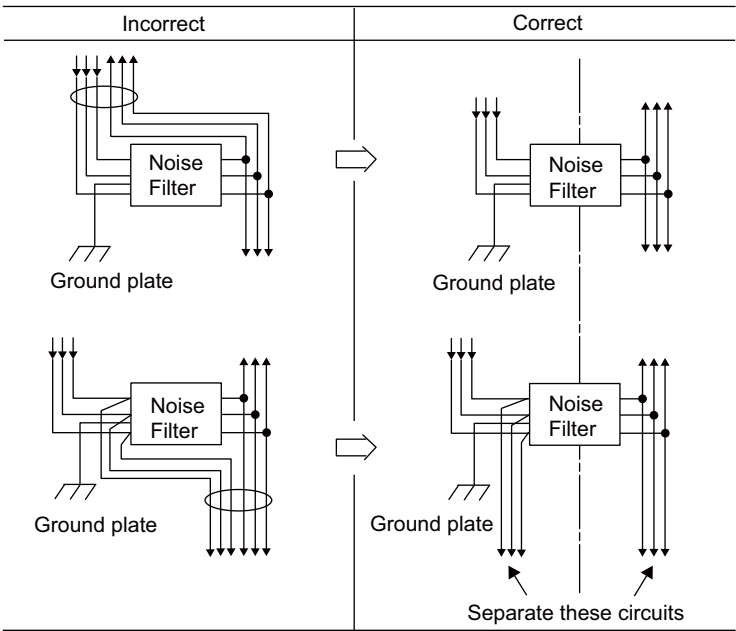 Incorrect
Correct
Noise
Filter
Ground plate
Noise
Filter
Ground plate
Noise
Filter
Ground plate
Noise
Filter
Ground plate
Separate these circuits